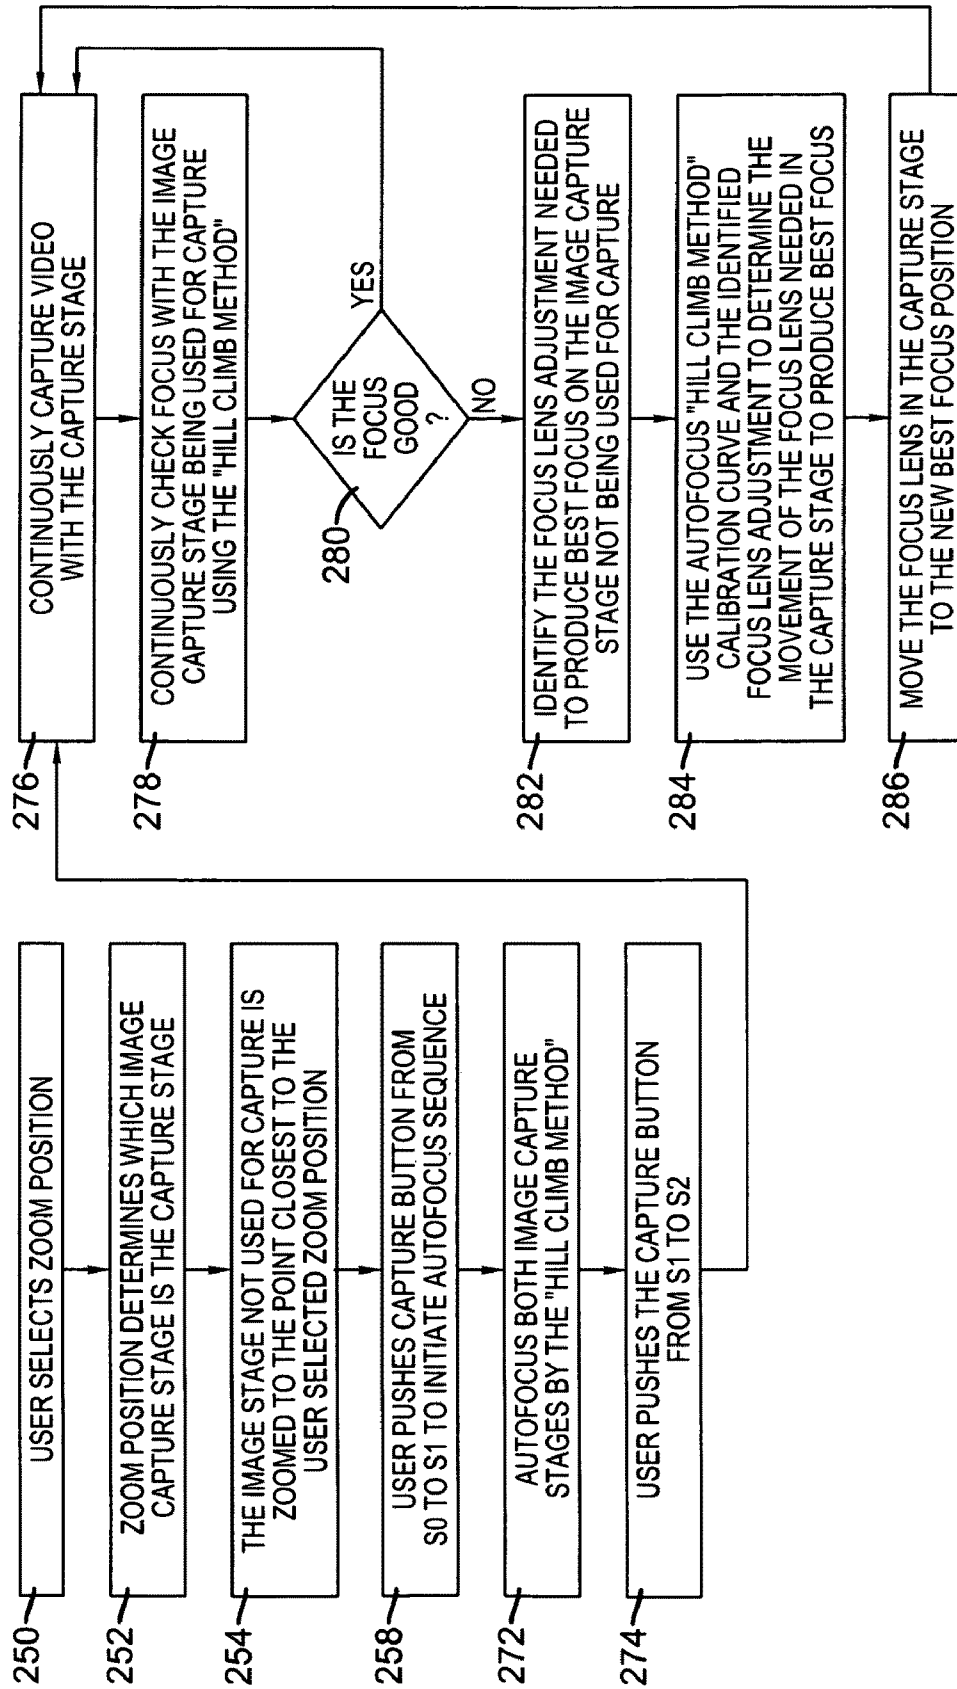 250
USER SELECTS ZOOM POSITION
252
ZOOM POSITION DETERMINES WHICH IMAGE
CAPTURE STAGE IS THE CAPTURE STAGE
254
THE IMAGE STAGE NOT USED FOR CAPTURE IS
ZOOMED TO THE POINT CLOSEST TO THE
USER SELECTED ZOOM POSITION
258
USER PUSHES CAPTURE BUTTON FROM
S0 TO S1 TO INITIATE AUTOFOCUS SEQUENCE
272
AUTOFOCUS BOTH IMAGE CAPTURE
STAGES BY THE "HILL CLIMB METHOD"
274
USER PUSHES THE CAPTURE BUTTON
FROM S1 TO S2
276
CONTINUOUSLY CAPTURE VIDEO
WITH THE CAPTURE STAGE
278
CONTINUOUSLY CHECK FOCUS WITH THE IMAGE
CAPTURE STAGE BEING USED FOR CAPTURE
USING THE "HILL CLIMB METHOD"
280
IS THE
FOCUS
GOOD
?
YES
NO
282
IDENTIFY THE FOCUS LENS ADJUSTMENT NEEDED
TO PRODUCE BEST FOCUS ON THE IMAGE CAPTURE
STAGE NOT BEING USED FOR CAPTURE
284
USE THE AUTOFOCUS "HILL CLIMB METHOD"
CALIBRATION CURVE AND THE IDENTIFIED
FOCUS LENS ADJUSTMENT TO DETERMINE THE
MOVEMENT OF THE FOCUS LENS NEEDED IN
THE CAPTURE STAGE TO PRODUCE BEST FOCUS
286
MOVE THE FOCUS LENS IN THE CAPTURE STAGE
TO THE NEW BEST FOCUS POSITION